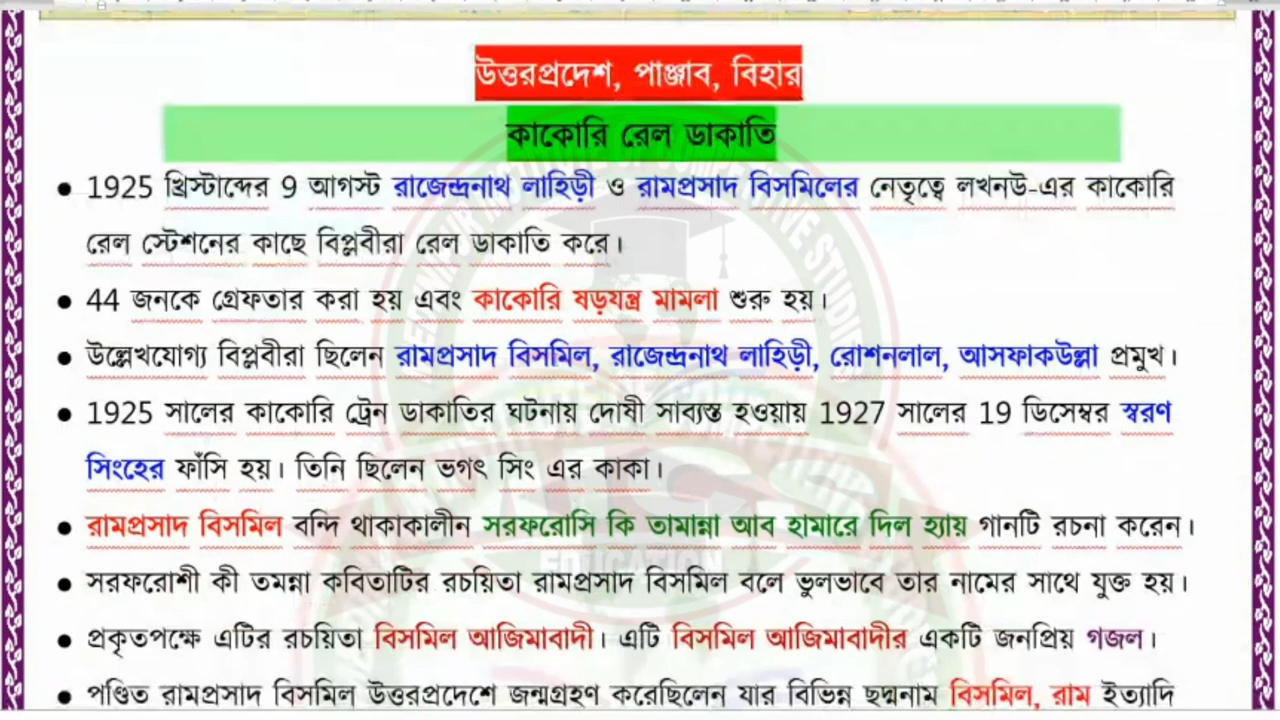 উত্তরপ্রদেশ, পাঞ্জাব, বিহার
কাকোরি রেল ডাকাতি
● 1925 খ্রিস্টাব্দের 9 আগস্ট রাজেন্দ্রনাথ লাহিড়ী ও রামপ্রসাদ বিসমিলের নেতৃত্বে লখনউ-এর কাকোরি
রেল স্টেশনের কাছে বিপ্লবীরা রেল ডাকাতি করে।
● 44 জনকে গ্রেফতার করা হয় এবং কাকোরি ষড়যন্ত্র মামলা শুরু হয়।
● উল্লেখযোগ্য বিপ্লবীরা ছিলেন রামপ্রসাদ বিসমিল, রাজেন্দ্রনাথ লাহিড়ী, রোশনলাল, আসফাকউল্লা প্রমুখ।
● 1925 সালের কাকোরি ট্রেন ডাকাতির ঘটনায় দোষী সাব্যস্ত হওয়ায় 1927 সালের 19 ডিসেম্বর স্বরণ
সিংহের ফাঁসি হয়। তিনি ছিলেন ভগৎ সিং এর কাকা।
● রামপ্রসাদ বিসমিল বন্দি থাকাকালীন সরফরোসি কি তামান্না আব হামারে দিল হ্যায় গানটি রচনা করেন।
● সরফরোশী কী তমন্না কবিতাটির রচয়িতা রামপ্রসাদ বিসমিল বলে ভুলভাবে তার নামের সাথে যুক্ত হয়।
● প্রকৃতপক্ষে এটির রচয়িতা বিসমিল আজিমাবাদী। এটি বিসমিল আজিমাবাদীর একটি জনপ্রিয় গজল।
● পণ্ডিত রামপ্রসাদ বিসমিল উত্তরপ্রদেশে জন্মগ্রহণ করেছিলেন যার বিভিন্ন ছদ্মনাম বিসমিল, রাম ইত্যাদি